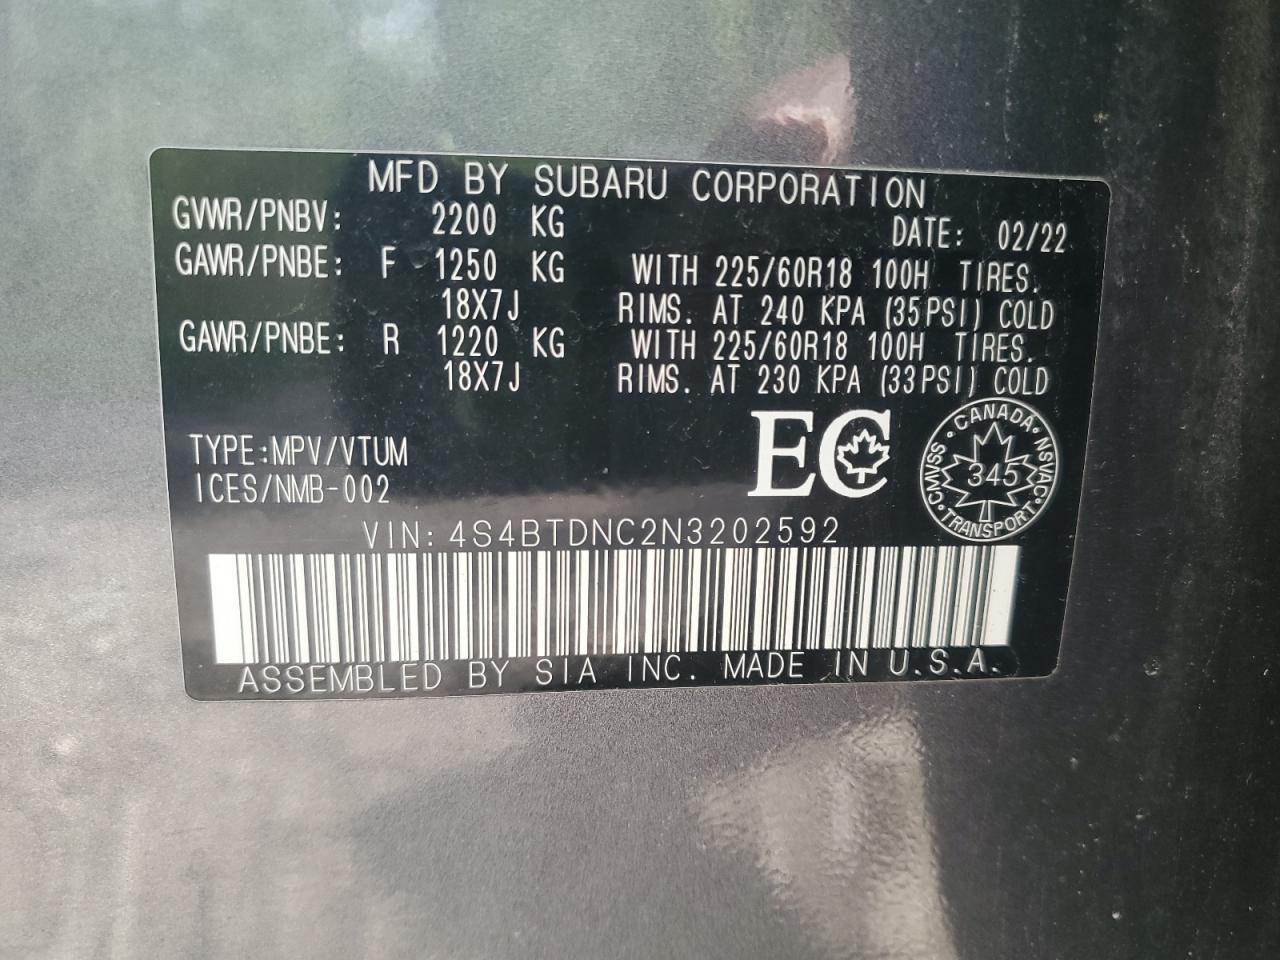 MFD BY SUBARU CORPORATION
GVWR/PNBV: 2200 KG DATE: 02/22
GAWR/PNBE: F 1250 KG WITH 225/60R18 100H TIRES.
18X7J RIMS. AT 240 KPA (35PSI) COLD
GAWR/PNBE: R 1220 KG WITH 225/60R18 100H TIRES.
18X7J RIMS. AT 230 KPA (33PSI) COLD
TYPE:MPV/VTUM
ICES/NMB-002
EC
CANADA · NSVAC · TRANSPORT · CMVSS ·
345
VIN: 4S4BTDNC2N3202592
ASSEMBLED BY SIA INC. MADE IN U.S.A.